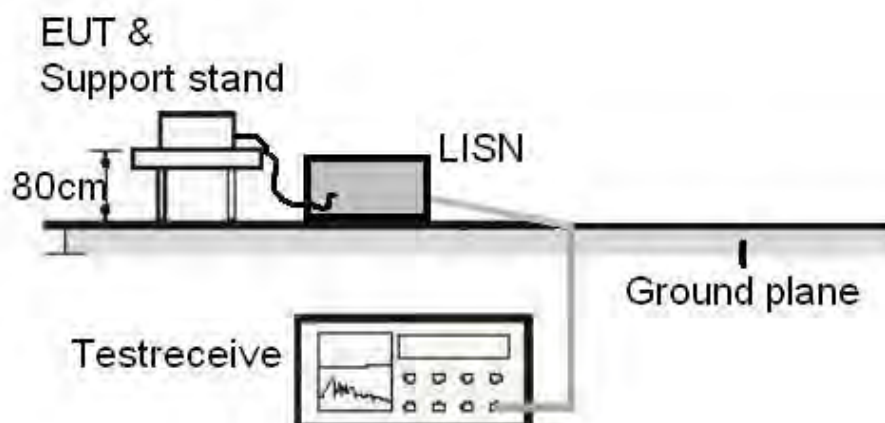 EUT &
Support stand
LISN
80cm
Ground plane
Testreceive